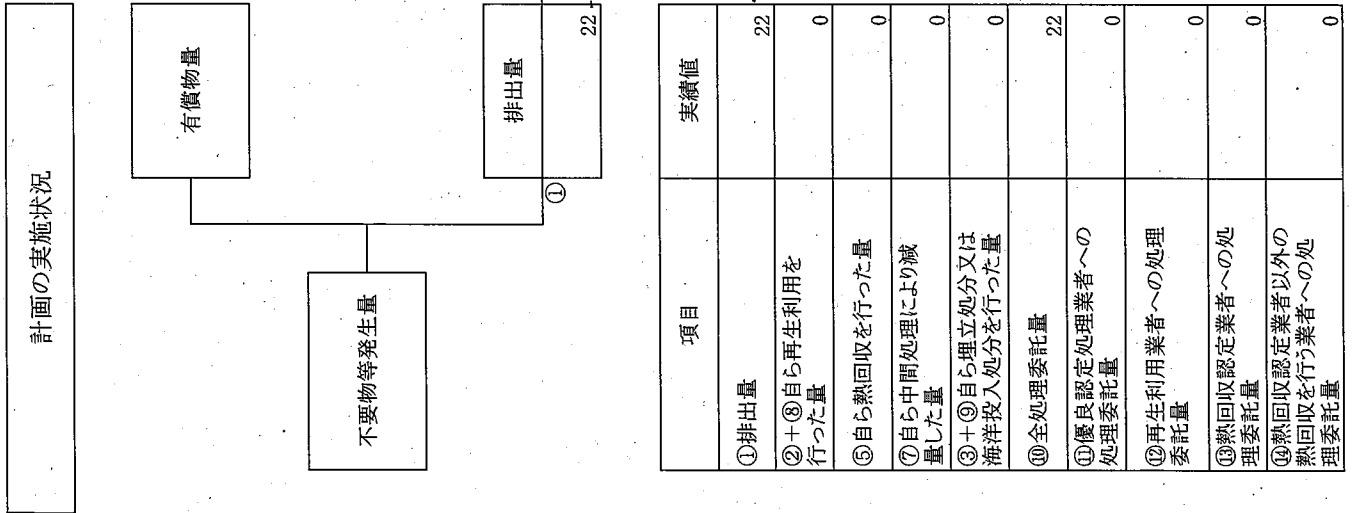 計画の実施状況
有償物量
不要物等発生量
排出量
①
22
項目
実績値
①排出量
22
②+⑧自ら再生利用を
行った量
0
⑤自ら熱回収を行った量
0
⑦自ら中間処理により減
量した量
0
③+⑨自ら埋立処分又は
海洋投入処分を行った量
0
⑩全処理委託量
22
⑪優良認定処理業者への
処理委託量
0
⑫再生利用業者への処理
委託量
0
⑬熱回収認定業者への処
理委託量
0
⑭熱回収認定業者以外の
熱回収を行う業者への処
理委託量
0